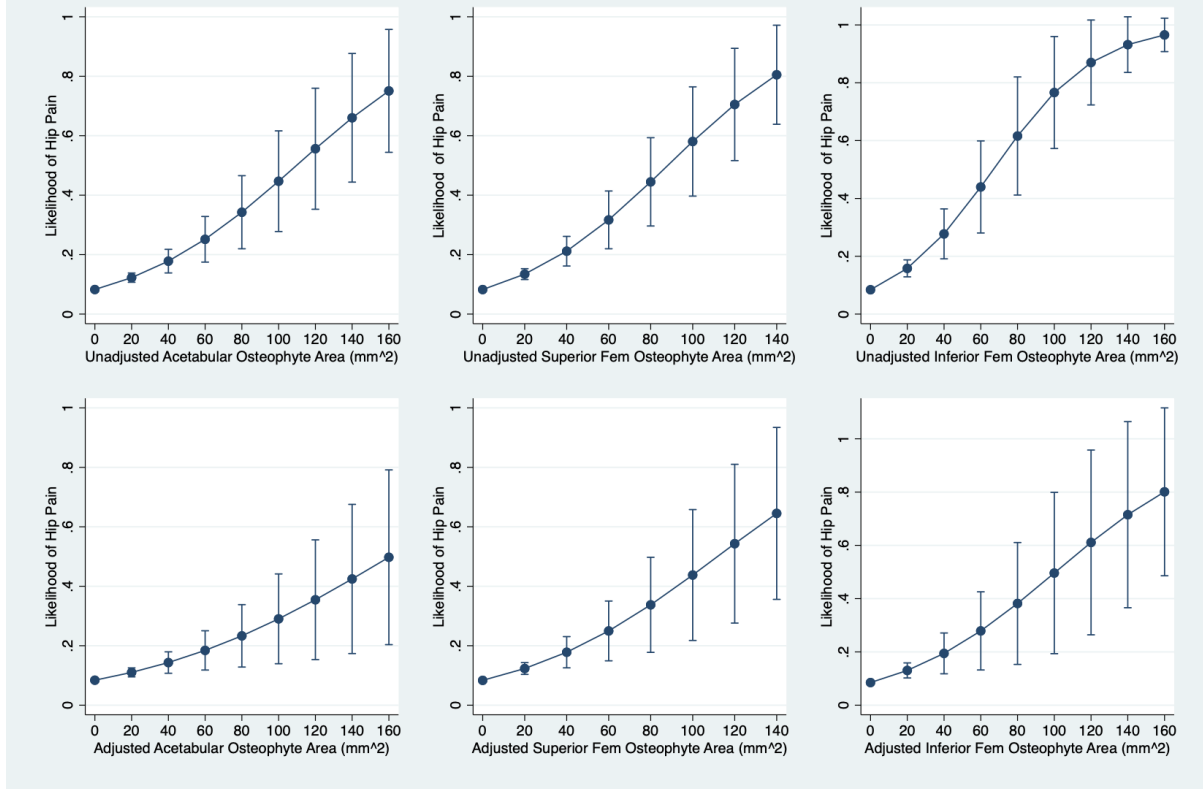 Likelihood of Hip Pain
0 .2 .4 .6 .8 1
0 20 40 60 80 100 120 140 160
Unadjusted Acetabular Osteophyte Area (mm^2)
Likelihood of Hip Pain
0 .2 .4 .6 .8 1
0 20 40 60 80 100 120 140
Unadjusted Superior Fem Osteophyte Area (mm^2)
Likelihood of Hip Pain
0 .2 .4 .6 .8 1
0 20 40 60 80 100 120 140 160
Unadjusted Inferior Fem Osteophyte Area (mm^2)
Likelihood of Hip Pain
0 .2 .4 .6 .8 1
0 20 40 60 80 100 120 140 160
Adjusted Acetabular Osteophyte Area (mm^2)
Likelihood of Hip Pain
0 .2 .4 .6 .8 1
0 20 40 60 80 100 120 140
Adjusted Superior Fem Osteophyte Area (mm^2)
Likelihood of Hip Pain
0 .2 .4 .6 .8 1
0 20 40 60 80 100 120 140 160
Adjusted Inferior Fem Osteophyte Area (mm^2)